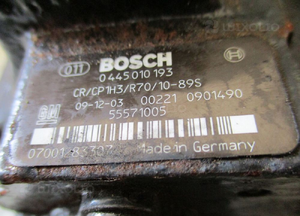 BOSCH
0 445 010 193
CR/CP1H3/R70/10-89S
GM 09-12-03 00221 0901490
55571005
Made in Germany